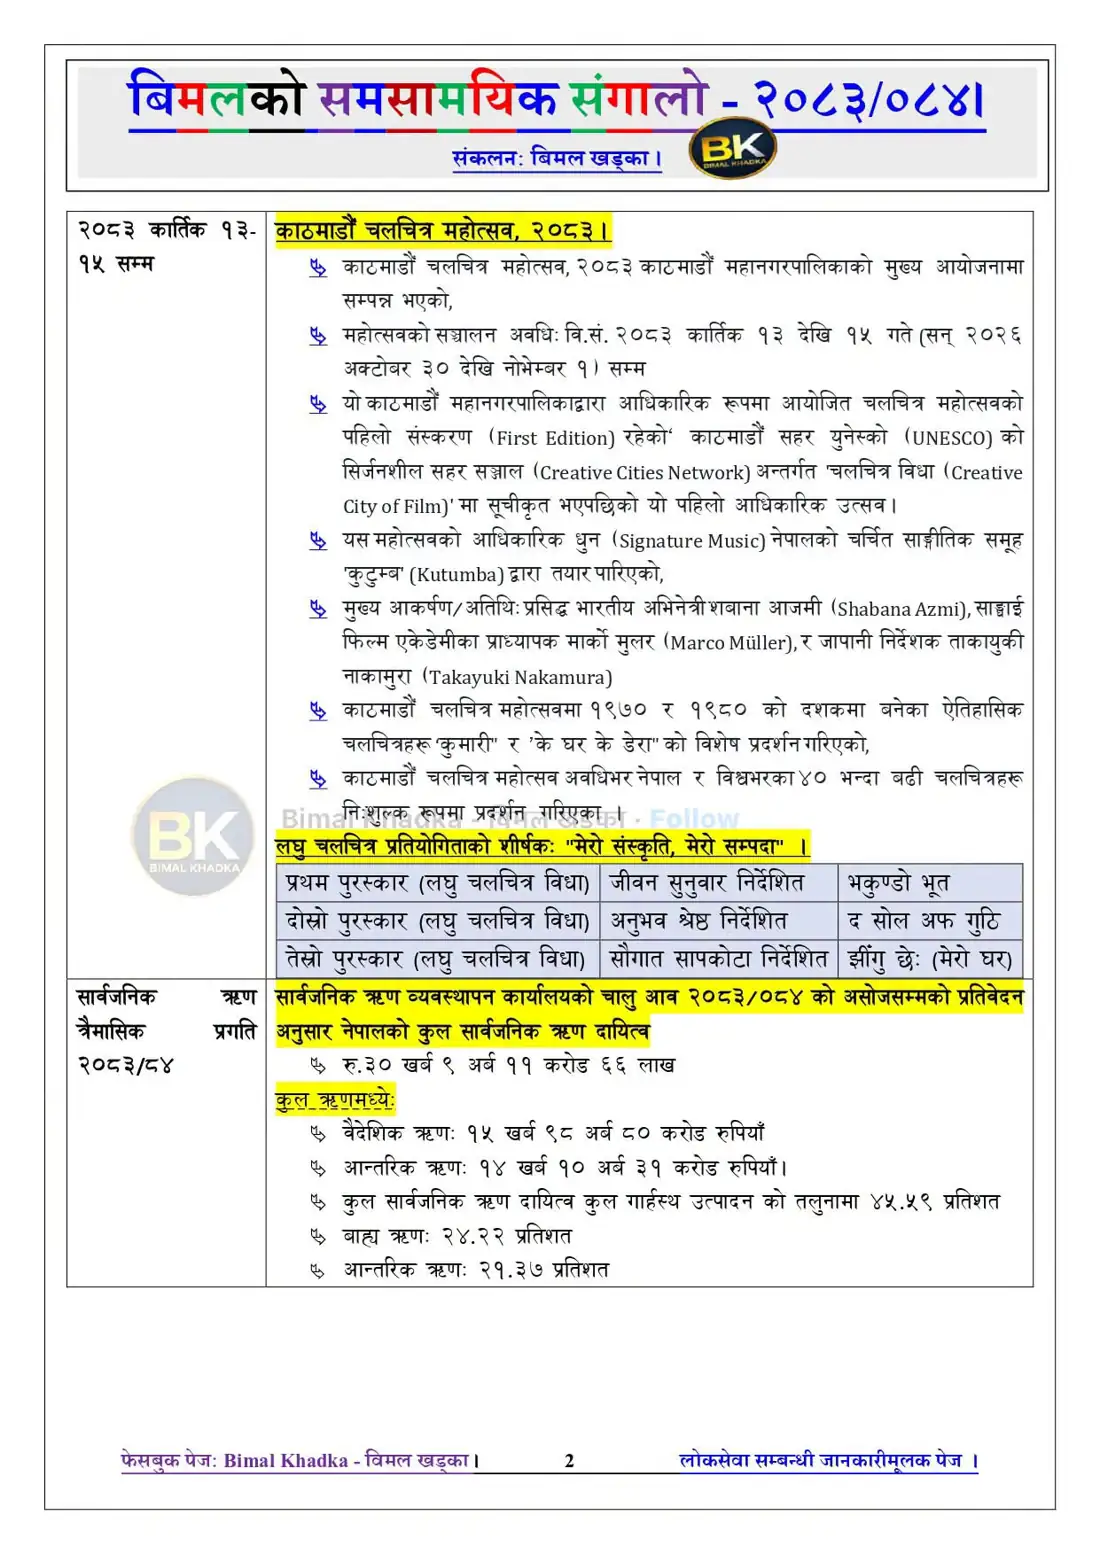 बिमलको समसामयिक संगालो - २०८३/०८४।
संकलन: बिमल खड्का।
BK
BIMAL KHADKA
२०८३ कार्तिक १३-
१५ सम्म
काठमाडौं चलचित्र महोत्सव, २०८३।
काठमाडौं चलचित्र महोत्सव, २०८३ काठमाडौं महानगरपालिकाको मुख्य आयोजनामा
सम्पन्न भएको,
महोत्सवको सञ्चालन अवधि: वि.सं. २०८३ कार्तिक १३ देखि १५ गते (सन् २०२६
अक्टोबर ३० देखि नोभेम्बर १) सम्म
यो काठमाडौं महानगरपालिकाद्वारा आधिकारिक रूपमा आयोजित चलचित्र महोत्सवको
पहिलो संस्करण (First Edition) रहेको‘ काठमाडौं सहर युनेस्को (UNESCO) को
सिर्जनशील सहर सञ्जाल (Creative Cities Network) अन्तर्गत 'चलचित्र विधा (Creative
City of Film)' मा सूचीकृत भएपछिको यो पहिलो आधिकारिक उत्सव।
यस महोत्सवको आधिकारिक धुन (Signature Music) नेपालको चर्चित साङ्गीतिक समूह
'कुटुम्ब' (Kutumba) द्वारा तयार पारिएको,
मुख्य आकर्षण/अतिथि: प्रसिद्ध भारतीय अभिनेत्री शबाना आजमी (Shabana Azmi), साङ्घाई
फिल्म एकेडेमीका प्राध्यापक मार्को मुलर (Marco Müller), र जापानी निर्देशक ताकायुकी
नाकामुरा (Takayuki Nakamura)
काठमाडौं चलचित्र महोत्सवमा १९७० र १९८० को दशकमा बनेका ऐतिहासिक
चलचित्रहरू ‘कुमारी" र ’के घर के डेरा" को विशेष प्रदर्शन गरिएको,
काठमाडौं चलचित्र महोत्सव अवधिभर नेपाल र विश्वभरका ४० भन्दा बढी चलचित्रहरू
नि:शुल्क रूपमा प्रदर्शन गरिएका ।
Bimal Khadka - विमल खड्का · Follow
BK
BIMAL KHADKA
लघु चलचित्र प्रतियोगिताको शीर्षक: "मेरो संस्कृति, मेरो सम्पदा" ।
प्रथम पुरस्कार (लघु चलचित्र विधा) जीवन सुनुवार निर्देशित भकुण्डो भूत
दोस्रो पुरस्कार (लघु चलचित्र विधा) अनुभव श्रेष्ठ निर्देशित द सोल अफ गुठि
तेस्रो पुरस्कार (लघु चलचित्र विधा) सौगात सापकोटा निर्देशित झींगु छे: (मेरो घर)
सार्वजनिक ऋण
त्रैमासिक प्रगति
२०८३/८४
सार्वजनिक ऋण व्यवस्थापन कार्यालयको चालु आव २०८३/०८४ को असोजसम्मको प्रतिवेदन
अनुसार नेपालको कुल सार्वजनिक ऋण दायित्व
रु.३० खर्ब ९ अर्ब ११ करोड ६६ लाख
कुल ऋणमध्ये:
वैदेशिक ऋण: १५ खर्ब ९८ अर्ब ८० करोड रुपियाँ
आन्तरिक ऋण: १४ खर्ब १० अर्ब ३१ करोड रुपियाँ।
कुल सार्वजनिक ऋण दायित्व कुल गार्हस्थ उत्पादन को तलुनामा ४५.५९ प्रतिशत
बाह्य ऋण: २४.२२ प्रतिशत
आन्तरिक ऋण: २१.३७ प्रतिशत
फेसबुक पेज: Bimal Khadka - विमल खड्का। 2 लोकसेवा सम्बन्धी जानकारीमूलक पेज ।